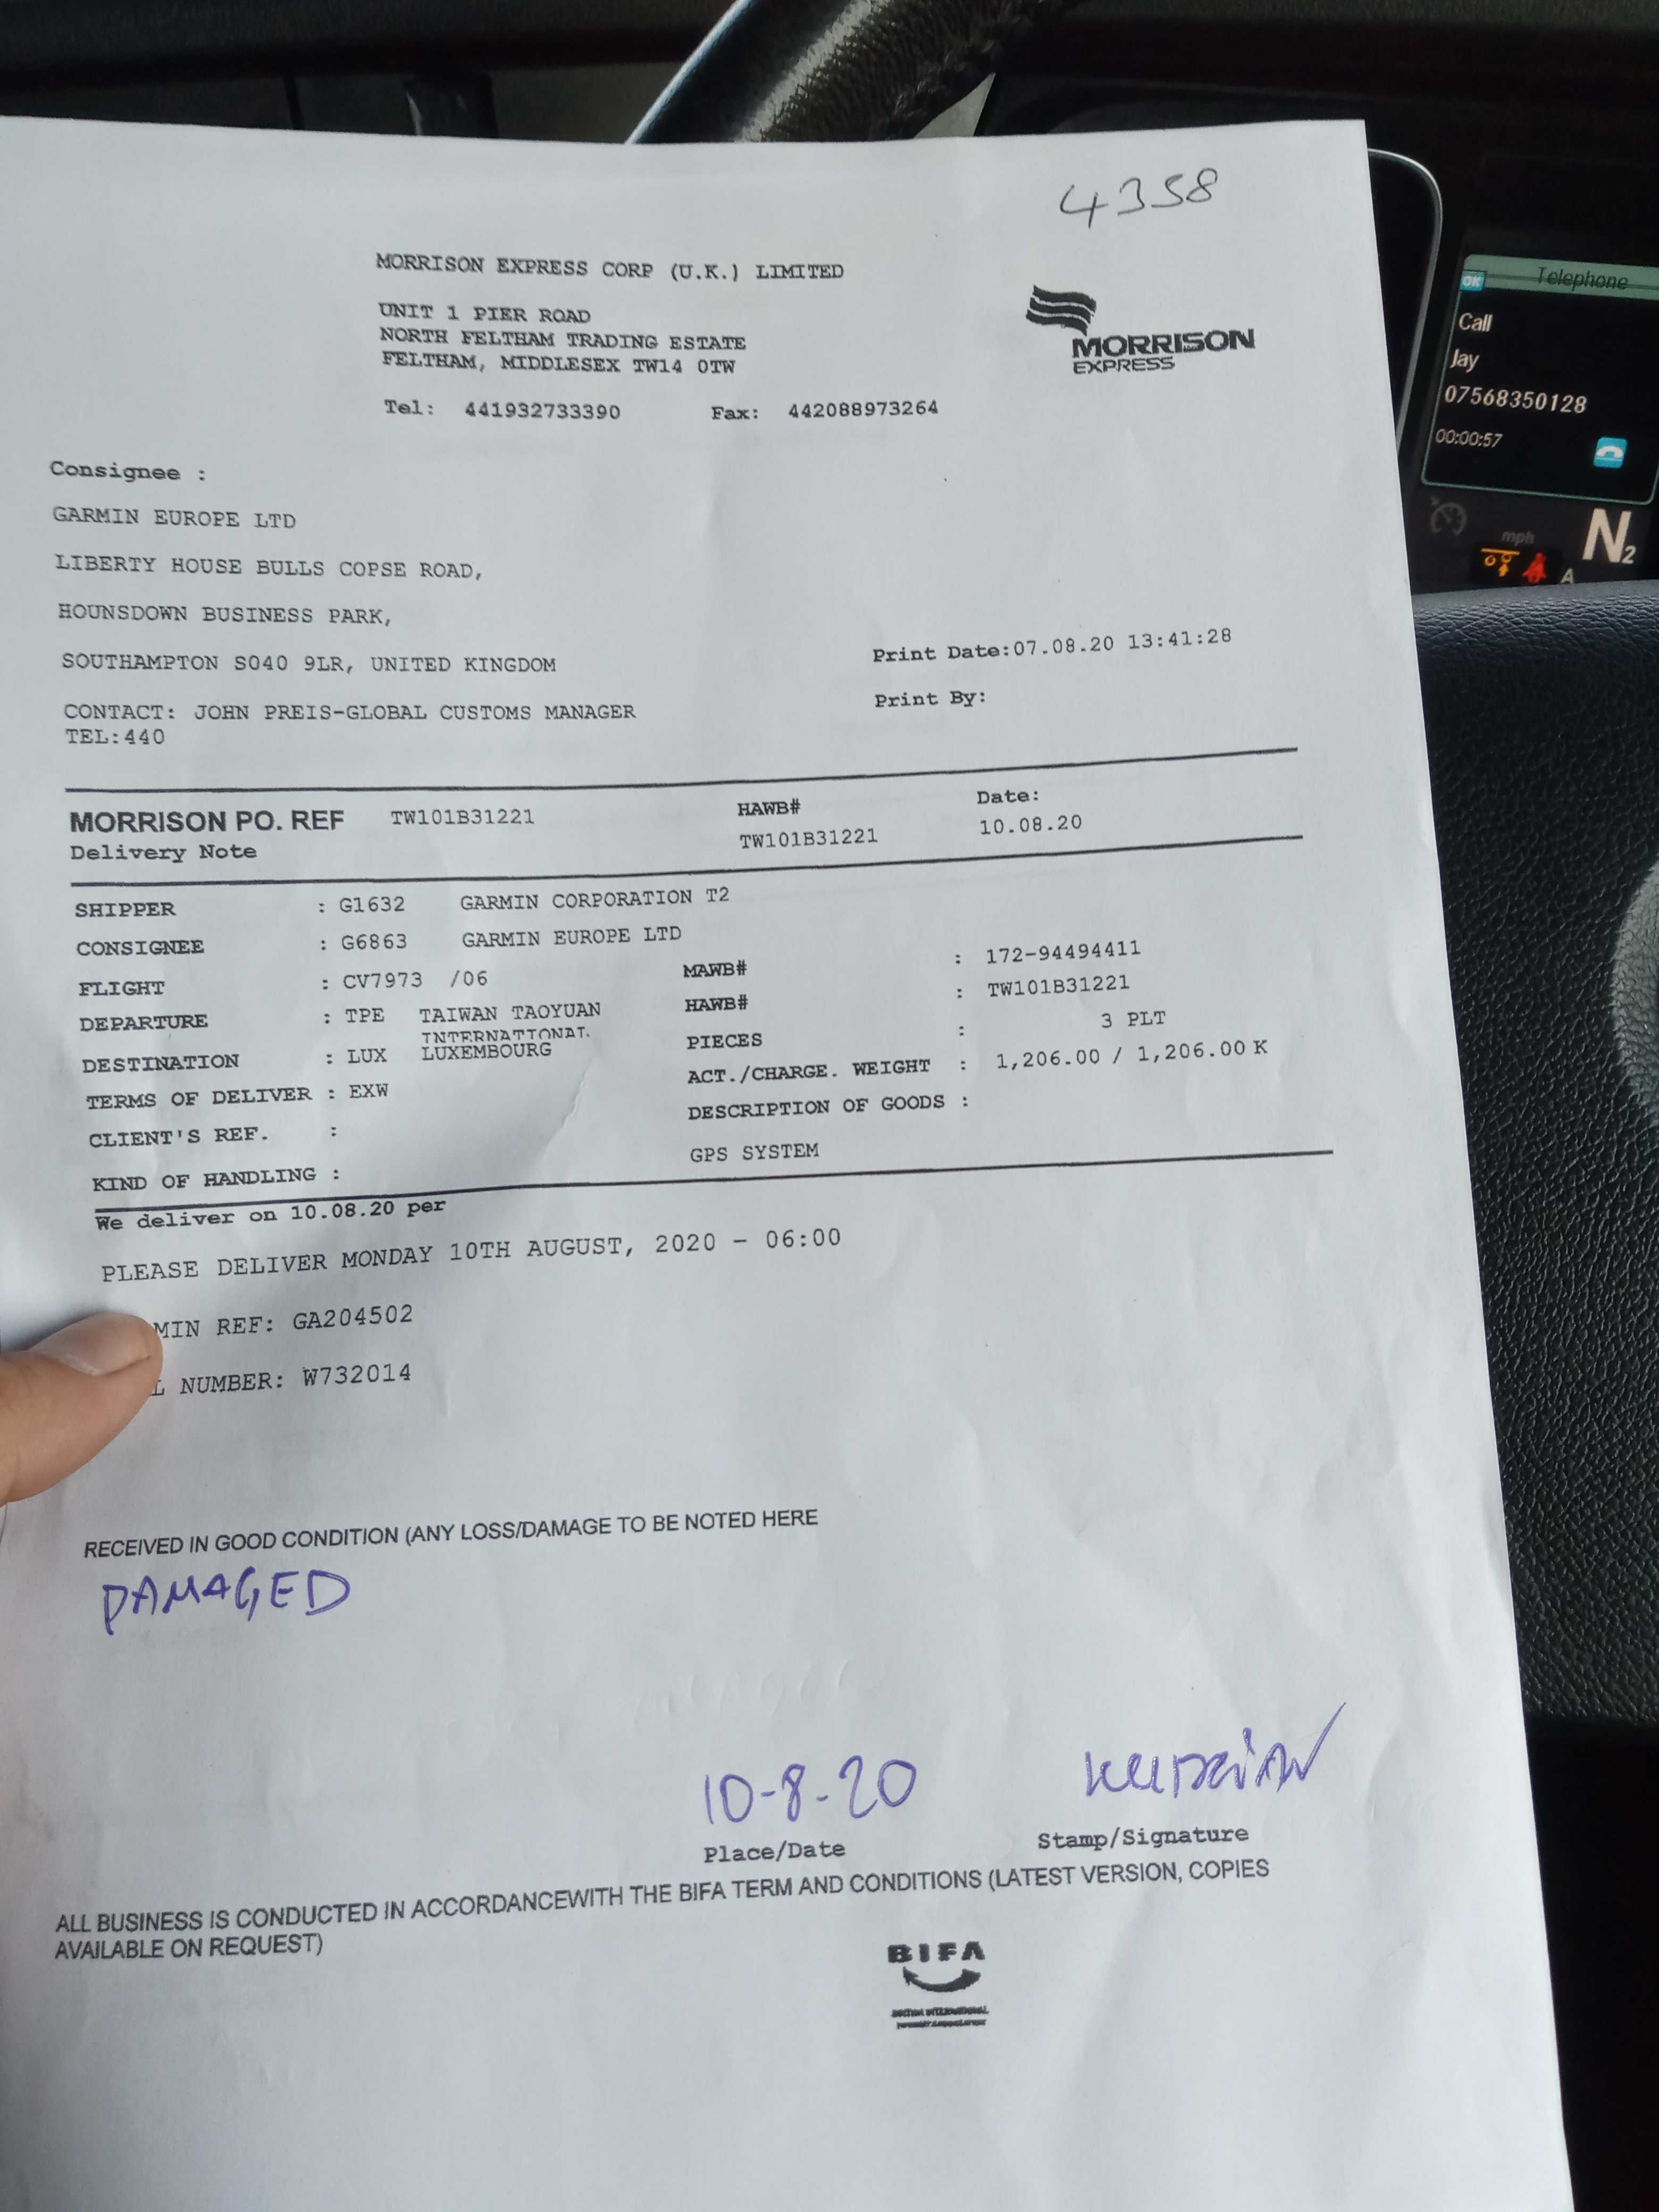 4358
MORRISON EXPRESS CORP (U.K.) LIMITED
UNIT 1 PIER ROAD
NORTH FELTHAM TRADING ESTATE
FELTHAM, MIDDLESEX TW14 0TW
Tel: 441932733390 Fax: 442088973264
MORRISON
EXPRESS
Telephone
OK
Call
Jay
07568350128
00:00:57
mph
N2
A
Consignee :
GARMIN EUROPE LTD
LIBERTY HOUSE BULLS COPSE ROAD,
HOUNSDOWN BUSINESS PARK,
SOUTHAMPTON SO40 9LR, UNITED KINGDOM
CONTACT: JOHN PREIS-GLOBAL CUSTOMS MANAGER
TEL:440
Print Date:07.08.20 13:41:28
Print By:
MORRISON PO. REF TW101B31221 HAWB# Date:
Delivery Note TW101B31221 10.08.20
SHIPPER : G1632 GARMIN CORPORATION T2
CONSIGNEE : G6863 GARMIN EUROPE LTD
FLIGHT : CV7973 /06
DEPARTURE : TPE TAIWAN TAOYUAN
INTERNATIONAL
DESTINATION : LUX LUXEMBOURG
TERMS OF DELIVER : EXW
CLIENT'S REF. :
KIND OF HANDLING :
MAWB# : 172-94494411
HAWB# : TW101B31221
PIECES : 3 PLT
ACT./CHARGE. WEIGHT : 1,206.00 / 1,206.00 K
DESCRIPTION OF GOODS :
GPS SYSTEM
We deliver on 10.08.20 per
PLEASE DELIVER MONDAY 10TH AUGUST, 2020 - 06:00
MIN REF: GA204502
L NUMBER: W732014
RECEIVED IN GOOD CONDITION (ANY LOSS/DAMAGE TO BE NOTED HERE
DAMAGED
10-8-20
Place/Date Stamp/Signature
ALL BUSINESS IS CONDUCTED IN ACCORDANCEWITH THE BIFA TERM AND CONDITIONS (LATEST VERSION, COPIES
AVAILABLE ON REQUEST)
BIFA